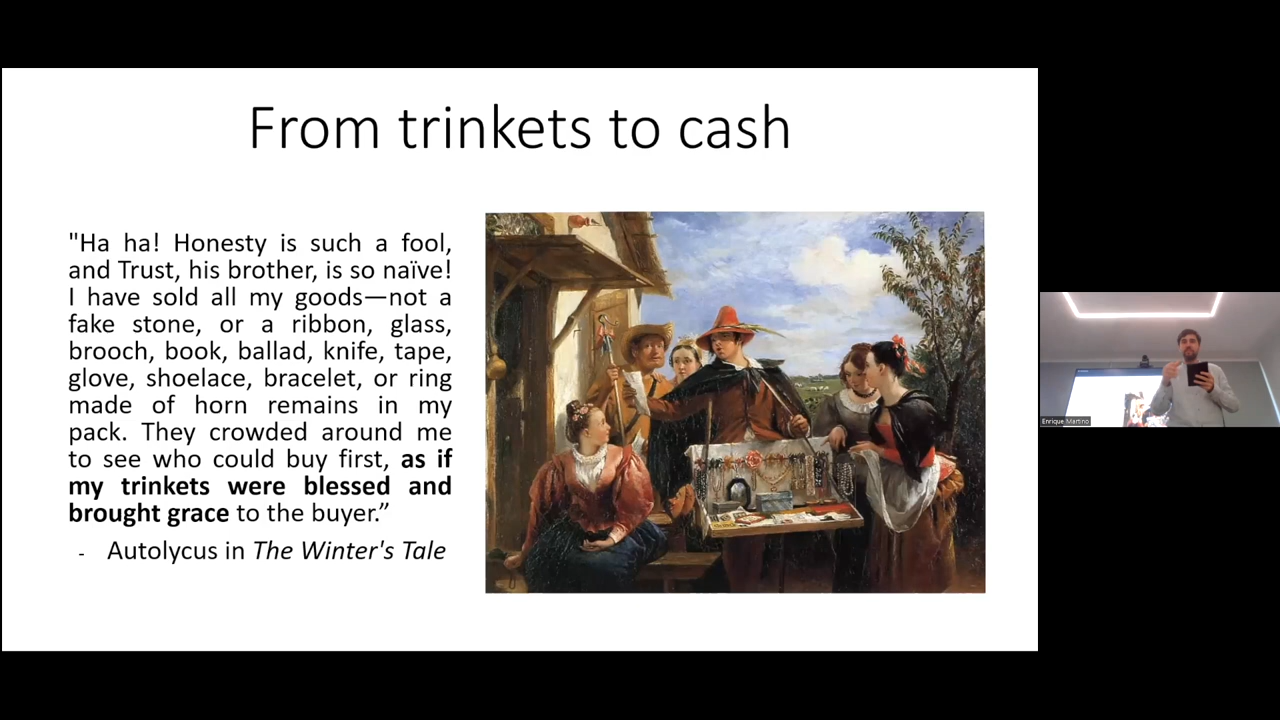 From trinkets to cash
"Ha ha! Honesty is such a fool,
and Trust, his brother, is so naïve!
I have sold all my goods—not a
fake stone, or a ribbon, glass,
brooch, book, ballad, knife, tape,
glove, shoelace, bracelet, or ring
made of horn remains in my
pack. They crowded around me
to see who could buy first, as if
my trinkets were blessed and
brought grace to the buyer.”
- Autolycus in The Winter's Tale
Enrique Martino